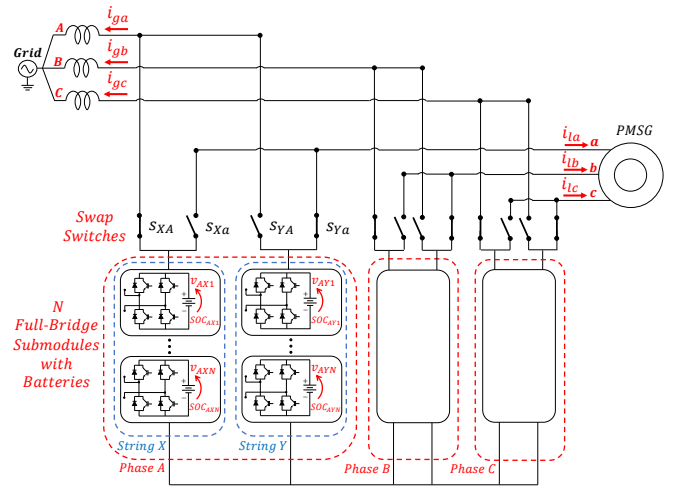 i_ga
A
Grid
i_gb
B
i_gc
C
PMSG
i_la a
i_lb b
i_lc c
Swap
Switches
S_XA
S_Xa
S_YA
S_Ya
N
Full-Bridge
Submodules
with
Batteries
v_AX1
+
−
SOC_AX1
v_AY1
+
−
SOC_AY1
v_AXN
+
−
SOC_AXN
v_AYN
+
−
SOC_AYN
String X
String Y
Phase A
Phase B
Phase C